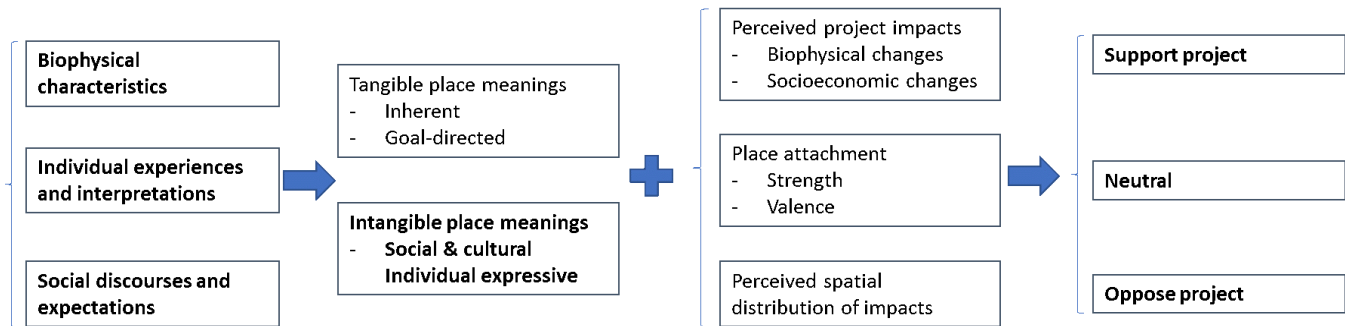 Biophysical
characteristics
Individual experiences
and interpretations
Social discourses and
expectations
Tangible place meanings
- Inherent
- Goal-directed
Intangible place meanings
- Social & cultural
Individual expressive
Perceived project impacts
- Biophysical changes
- Socioeconomic changes
Place attachment
- Strength
- Valence
Perceived spatial
distribution of impacts
Support project
Neutral
Oppose project